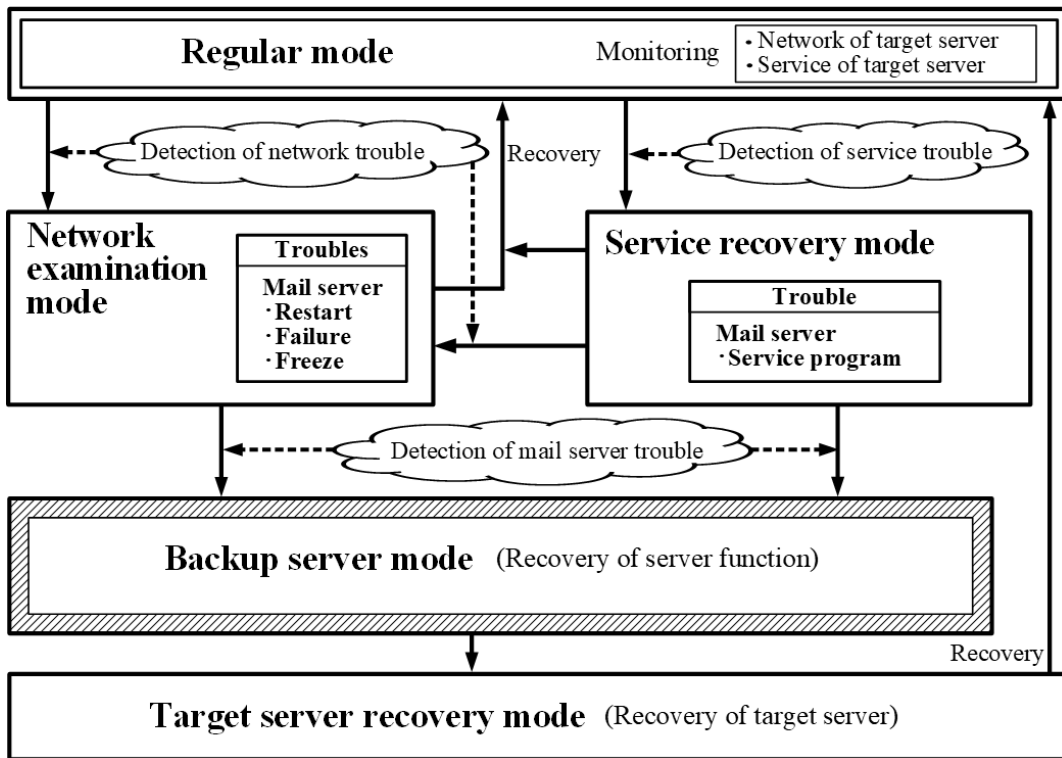 Regular mode
Monitoring
・Network of target server
・Service of target server
Detection of network trouble
Recovery
Detection of service trouble
Network
examination
mode
Troubles
Mail server
・Restart
・Failure
・Freeze
Service recovery mode
Trouble
Mail server
・Service program
Detection of mail server trouble
Backup server mode (Recovery of server function)
Recovery
Target server recovery mode (Recovery of target server)